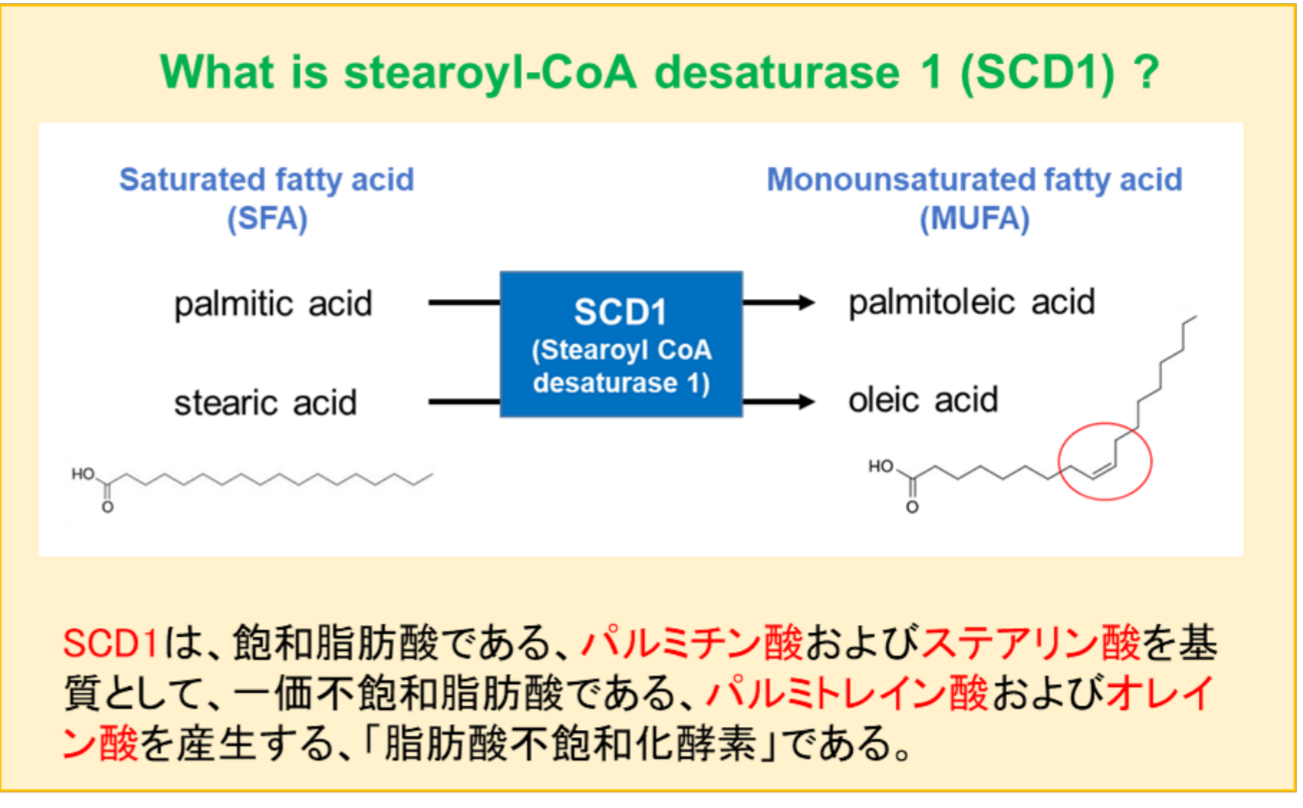 What is stearoyl-CoA desaturase 1 (SCD1) ?
Saturated fatty acid
(SFA)
Monounsaturated fatty acid
(MUFA)
palmitic acid
SCD1
(Stearoyl CoA
desaturase 1)
palmitoleic acid
stearic acid
oleic acid
HO
O
HO
O
SCD1は、飽和脂肪酸である、パルミチン酸およびステアリン酸を基
質として、一価不飽和脂肪酸である、パルミトレイン酸およびオレイ
ン酸を産生する、「脂肪酸不飽和化酵素」である。